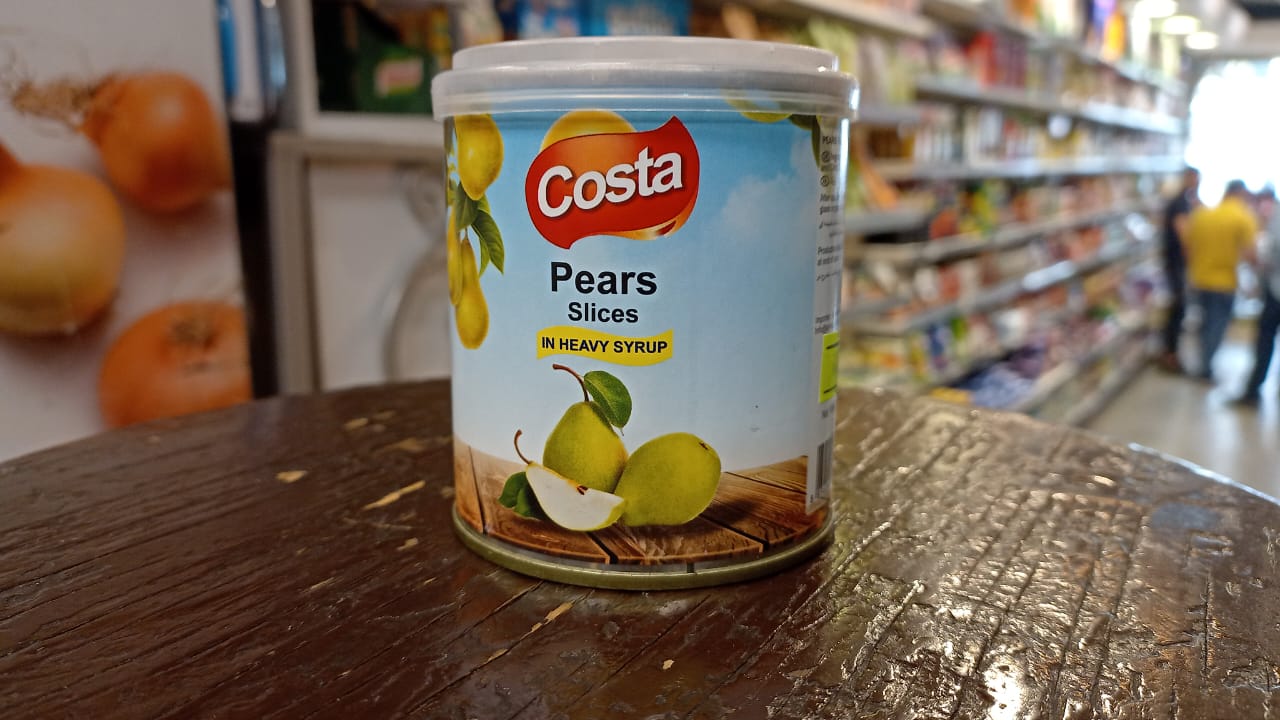 Costa
Pears
Slices
IN HEAVY SYRUP